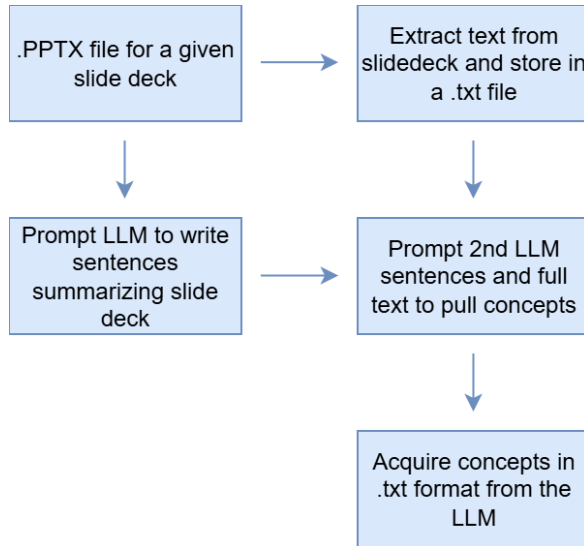 .PPTX file for a given
slide deck
Extract text from
slidedeck and store in
a .txt file
Prompt LLM to write
sentences
summarizing slide
deck
Prompt 2nd LLM
sentences and full
text to pull concepts
Acquire concepts in
.txt format from the
LLM